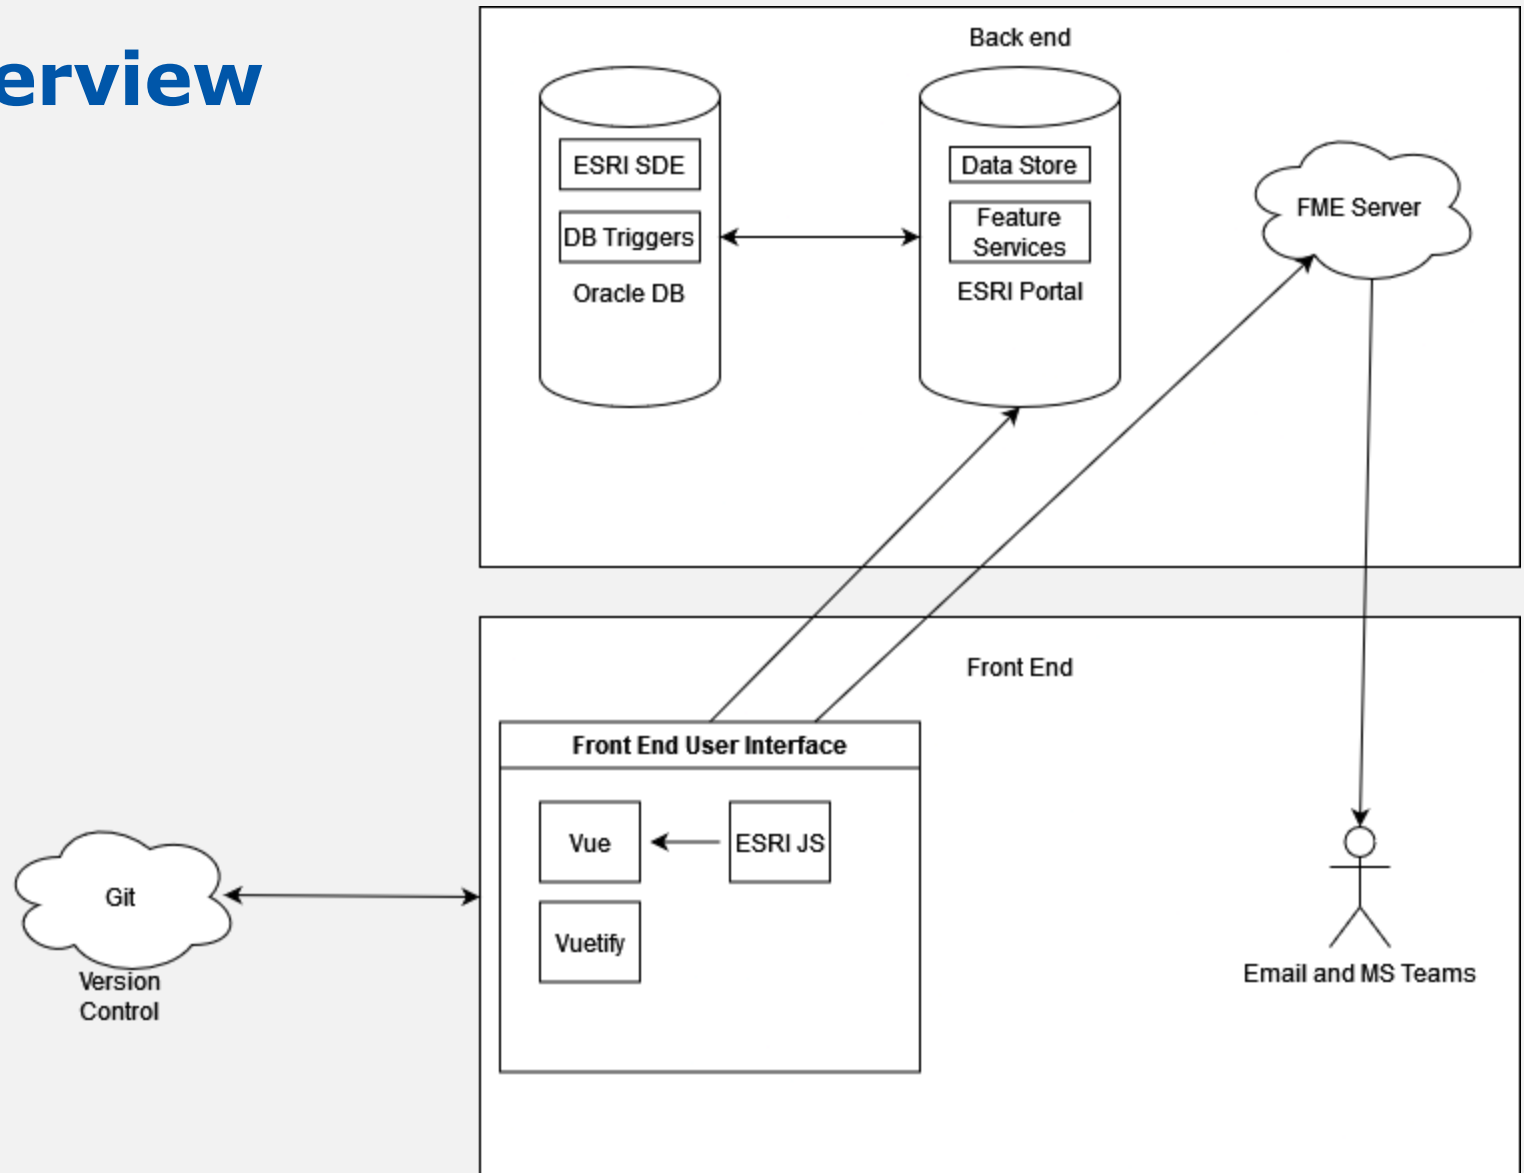 erview
Back end
ESRI SDE
DB Triggers
Oracle DB
Data Store
Feature
Services
ESRI Portal
FME Server
Front End
Front End User Interface
Vue
ESRI JS
Vuetify
Git
Version
Control
Email and MS Teams